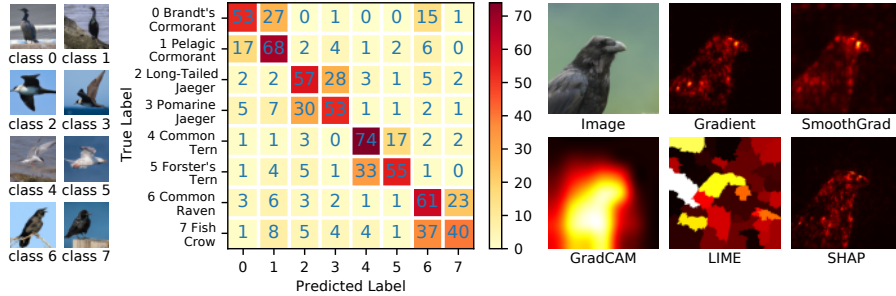 class 0 class 1
class 2 class 3
class 4 class 5
class 6 class 7
True Label
0 Brandt's
Cormorant
53 27 0 1 0 0 15 1
1 Pelagic
Cormorant
17 68 2 4 1 2 6 0
2 Long-Tailed
Jaeger
2 2 57 28 3 1 5 2
3 Pomarine
Jaeger
5 7 30 53 1 1 2 1
4 Common
Tern
1 1 3 0 74 17 2 2
5 Forster's
Tern
1 4 5 1 33 55 1 0
6 Common
Raven
3 6 3 2 1 1 61 23
7 Fish
Crow
1 8 5 4 4 1 37 40
0 1 2 3 4 5 6 7
Predicted Label
70
60
50
40
30
20
10
0
Image Gradient SmoothGrad
GradCAM LIME SHAP